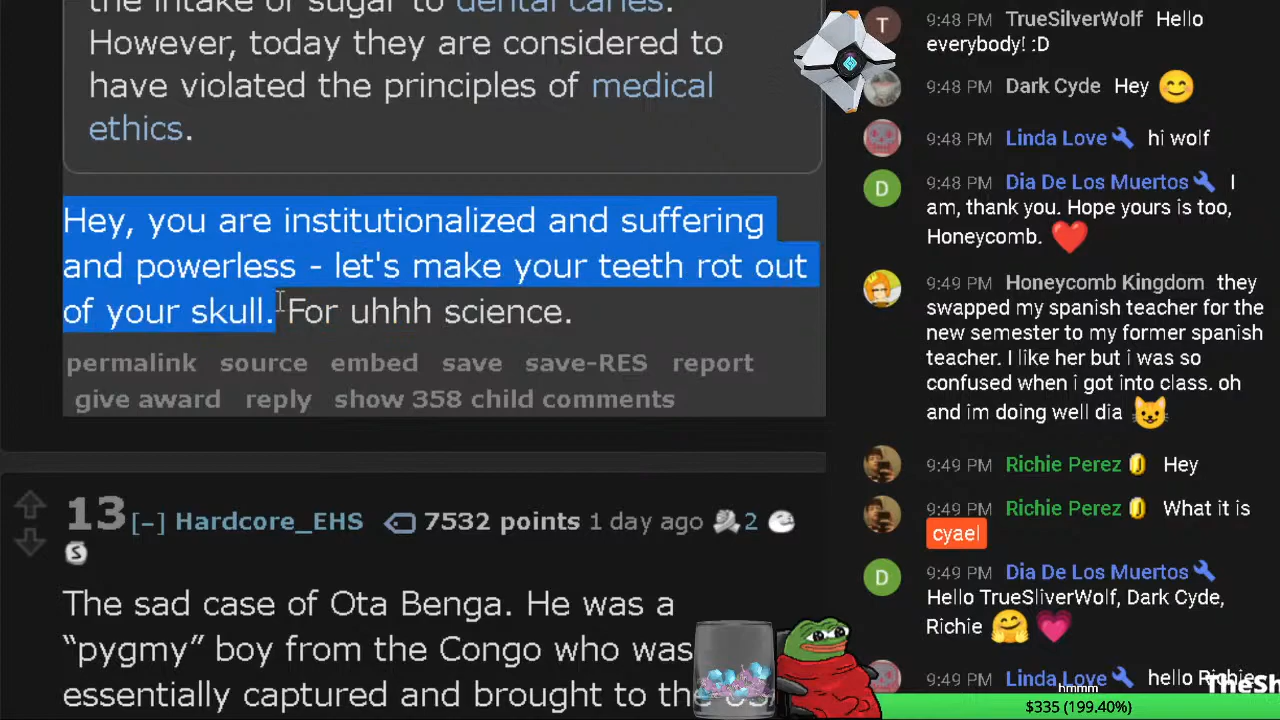 the intake of sugar to dental caries.
However, today they are considered to
have violated the principles of medical
ethics.
Hey, you are institutionalized and suffering
and powerless - let's make your teeth rot out
of your skull. For uhhh science.
permalink source embed save save-RES report
give award reply show 358 child comments
13 [–] Hardcore_EHS 7532 points 1 day ago 2
S
The sad case of Ota Benga. He was a
“pygmy” boy from the Congo who was
essentially captured and brought to the
T
9:48 PM TrueSilverWolf Hello
everybody! :D
9:48 PM Dark Cyde Hey 😊
9:48 PM Linda Love hi wolf
D
9:48 PM Dia De Los Muertos I
am, thank you. Hope yours is too,
Honeycomb. ❤️
9:49 PM Honeycomb Kingdom they
swapped my spanish teacher for the
new semester to my former spanish
teacher. I like her but i was so
confused when i got into class. oh
and im doing well dia 😺
9:49 PM Richie Perez Hey
9:49 PM Richie Perez What it is
cyael
D
9:49 PM Dia De Los Muertos
Hello TrueSliverWolf, Dark Cyde,
Richie 🤗 💗
9:49 PM Linda Love hello Richie
hmmm
TheSh
$335 (199.40%)